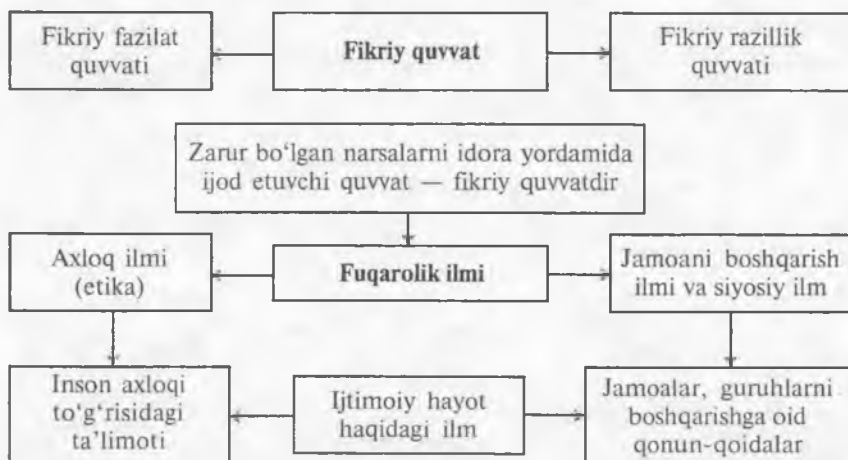 Fikriy fazilat
quvvati
Fikriy quvvat
Fikriy razillik
quvvati
Zarur bo‘lgan narsalarni idora yordamida
ijod etuvchi quvvat — fikriy quvvatdir
Axloq ilmi
(etika)
Fuqarolik ilmi
Jamoani boshqarish
ilmi va siyosiy ilm
Inson axloqi
to‘g‘risidagi
ta’limoti
Ijtimoiy hayot
haqidagi ilm
Jamoalar, guruhlarni
boshqarishga oid
qonun-qoidalar